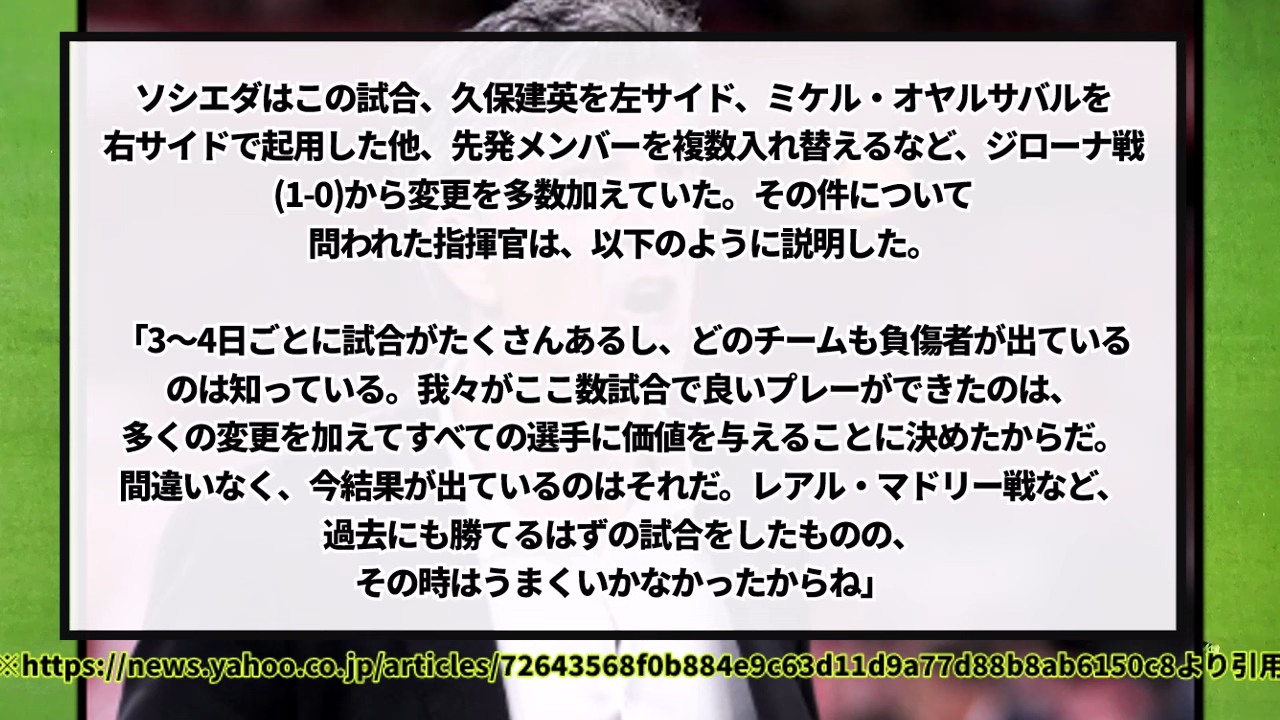 ソシエダはこの試合、久保建英を左サイド、ミケル・オヤルサバルを
右サイドで起用した他、先発メンバーを複数入れ替えるなど、ジローナ戦
(1-0)から変更を多数加えていた。その件について
問われた指揮官は、以下のように説明した。
「3〜4日ごとに試合がたくさんあるし、どのチームも負傷者が出ている
のは知っている。我々がここ数試合で良いプレーができたのは、
多くの変更を加えてすべての選手に価値を与えることに決めたからだ。
間違いなく、今結果が出ているのはそれだ。レアル・マドリー戦など、
過去にも勝てるはずの試合をしたものの、
その時はうまくいかなかったからね」
※https://news.yahoo.co.jp/articles/72643568f0b884e9c63d11d9a77d88b8ab6150c8より引用